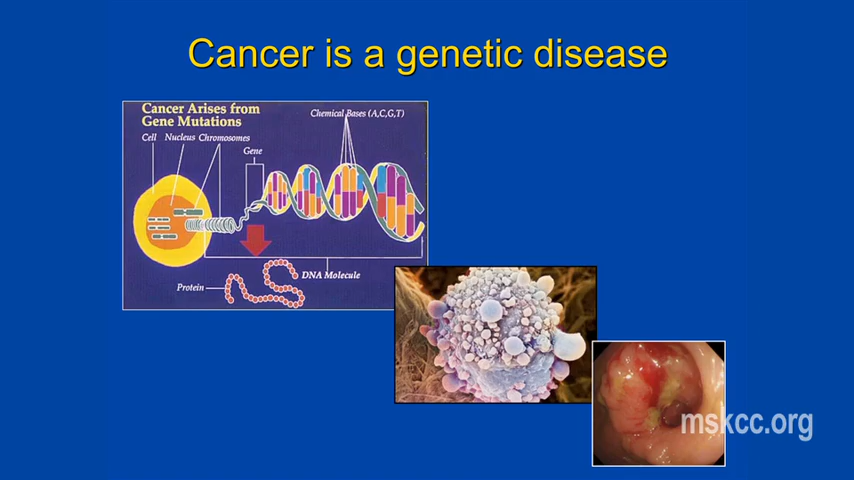 Cancer is a genetic disease
Cancer Arises from
Gene Mutations
Chemical Bases (A,C,G,T)
Cell Nucleus Chromosomes
Gene
DNA Molecule
Protein
mskcc.org